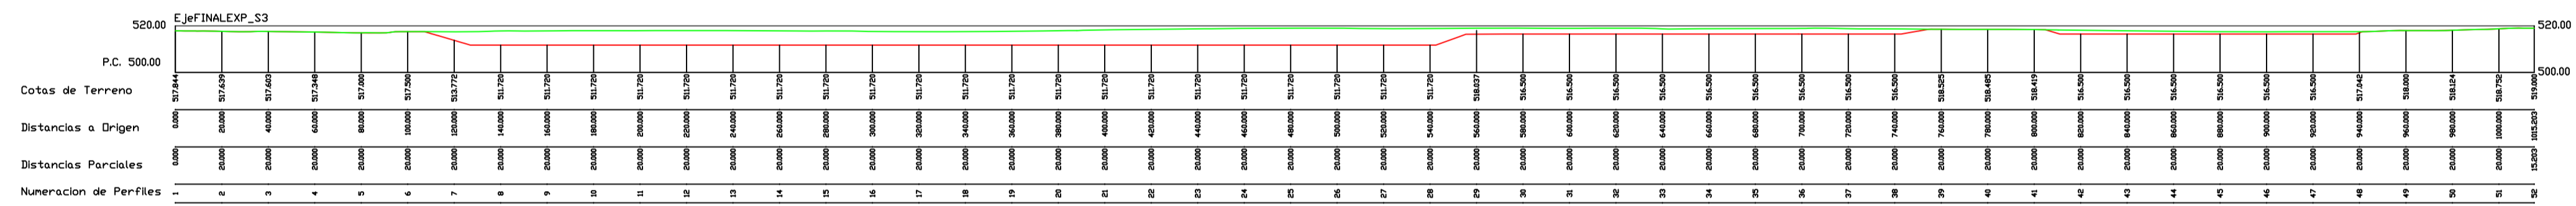 EjeFINALEXP_S3
520.00 520.00
P.C. 500.00 500.00
Cotas de Terreno 517.844 517.639 517.603 517.348 517.000 517.500 513.772 511.720 511.720 511.720 511.720 511.720 511.720 511.720 511.720 511.720 511.720 511.720 511.720 511.720 511.720 511.720 511.720 511.720 511.720 511.720 511.720 511.720 518.037 516.500 516.500 516.500 516.500 516.500 516.500 516.500 516.500 516.500 518.525 518.485 518.419 516.500 516.500 516.500 516.500 516.500 516.500 517.042 518.000 518.124 518.752 519.000
Distancias a Origen 0.000 20.000 40.000 60.000 80.000 100.000 120.000 140.000 160.000 180.000 200.000 220.000 240.000 260.000 280.000 300.000 320.000 340.000 360.000 380.000 400.000 420.000 440.000 460.000 480.000 500.000 520.000 540.000 560.000 580.000 600.000 620.000 640.000 660.000 680.000 700.000 720.000 740.000 760.000 780.000 800.000 820.000 840.000 860.000 880.000 900.000 920.000 940.000 960.000 980.000 1000.000 1015.203
Distancias Parciales 0.000 20.000 20.000 20.000 20.000 20.000 20.000 20.000 20.000 20.000 20.000 20.000 20.000 20.000 20.000 20.000 20.000 20.000 20.000 20.000 20.000 20.000 20.000 20.000 20.000 20.000 20.000 20.000 20.000 20.000 20.000 20.000 20.000 20.000 20.000 20.000 20.000 20.000 20.000 20.000 20.000 20.000 20.000 20.000 20.000 20.000 20.000 20.000 20.000 20.000 20.000 15.203
Numeracion de Perfiles 1 2 3 4 5 6 7 8 9 10 11 12 13 14 15 16 17 18 19 20 21 22 23 24 25 26 27 28 29 30 31 32 33 34 35 36 37 38 39 40 41 42 43 44 45 46 47 48 49 50 51 52